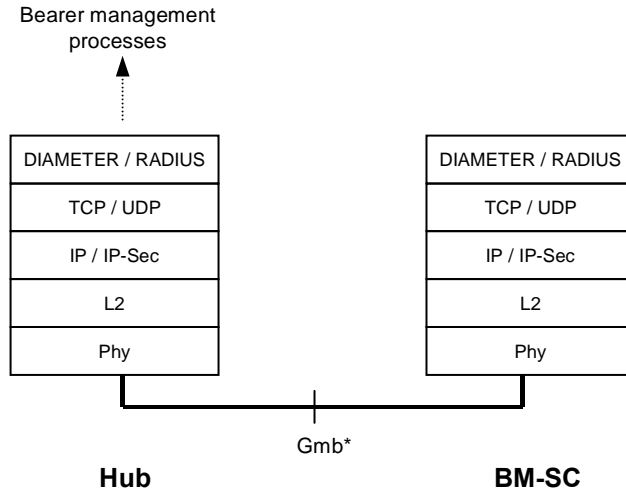 Bearer management
processes
DIAMETER / RADIUS
TCP / UDP
IP / IP-Sec
L2
Phy
DIAMETER / RADIUS
TCP / UDP
IP / IP-Sec
L2
Phy
Gmb*
Hub
BM-SC